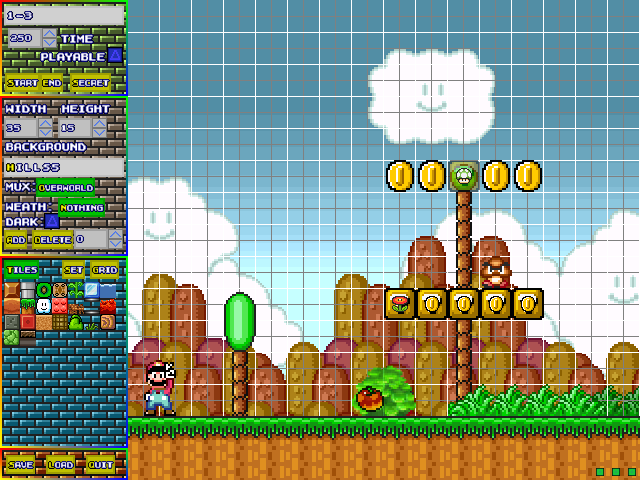 1-3
250 TIME
PLAYABLE
START END SECRET
WIDTH HEIGHT
35 15
BACKGROUND
HILLS5
MUX: OVERWORLD
WEATH: NOTHING
DARK:
ADD DELETE 0
TILES SET GRID
SAVE LOAD QUIT